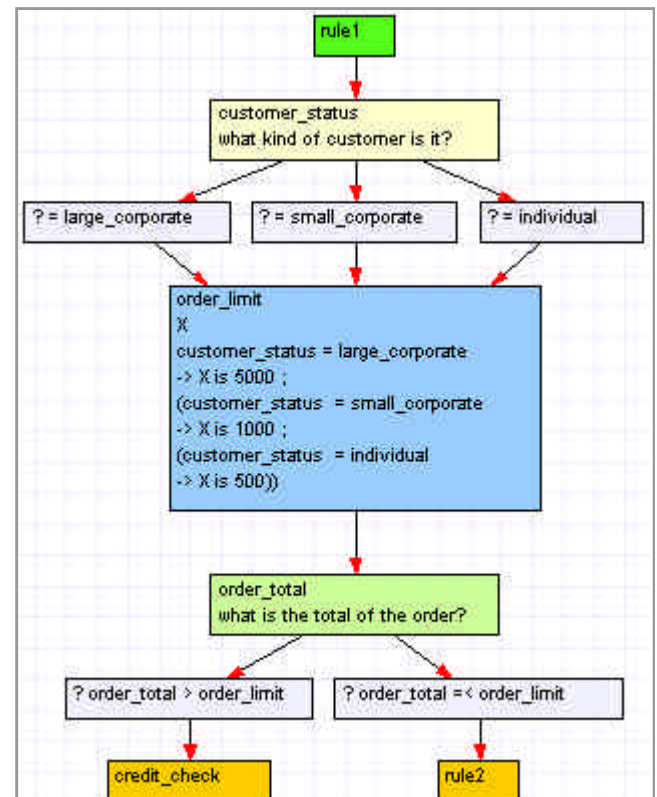 rule1
customer_status
what kind of customer is it?
? = large_corporate
? = small_corporate
? = individual
order_limit
X
customer_status = large_corporate
-> X is 5000 ;
(customer_status = small_corporate
-> X is 1000 ;
(customer_status = individual
-> X is 500))
order_total
what is the total of the order?
? order_total > order_limit
? order_total =< order_limit
credit_check
rule2